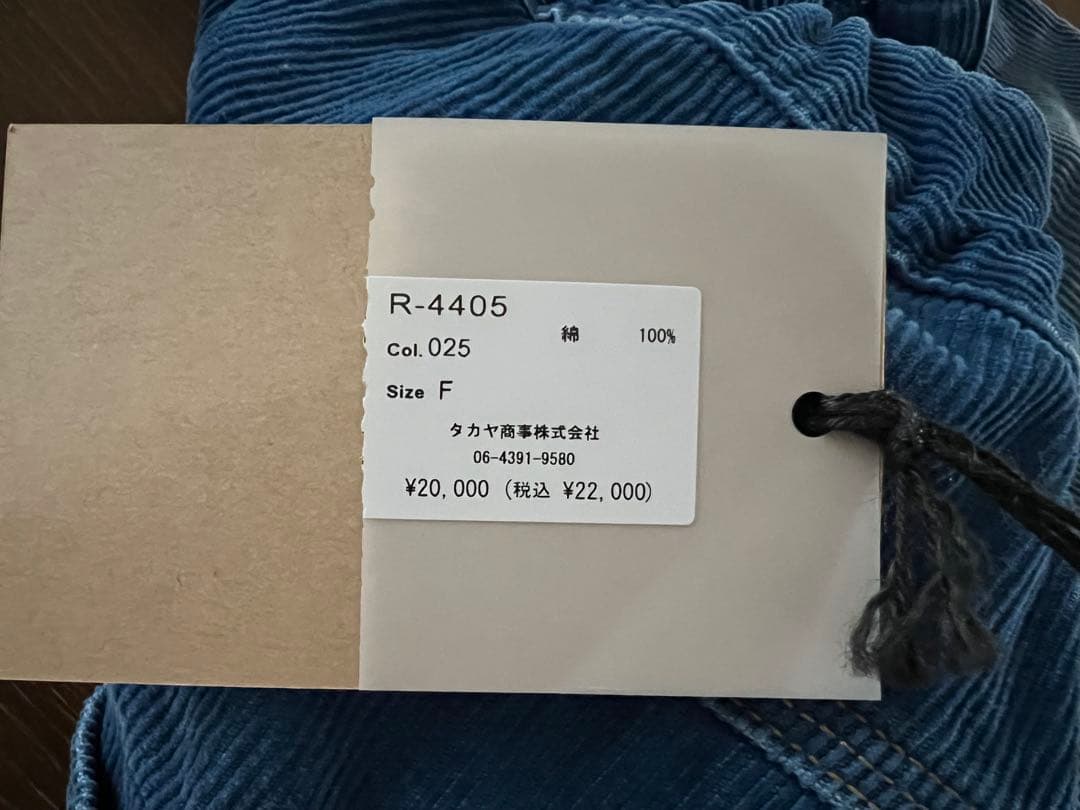 R-4405
綿 100%
Col. 025
Size F
タカヤ商事株式会社
06-4391-9580
¥20,000 (税込 ¥22,000)